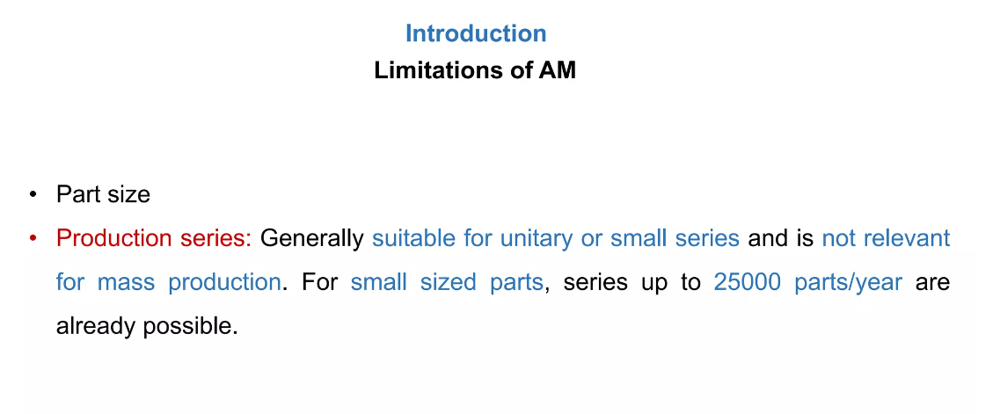 Introduction
Limitations of AM
• Part size
• Production series: Generally suitable for unitary or small series and is not relevant
for mass production. For small sized parts, series up to 25000 parts/year are
already possible.